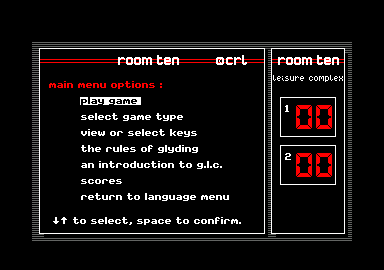 room ten @crl
main menu options :
play game
select game type
view or select keys
the rules of glyding
an introduction to g.l.c.
scores
return to language menu
↓↑ to select, space to confirm.
room ten
leisure complex
1 00
2 00